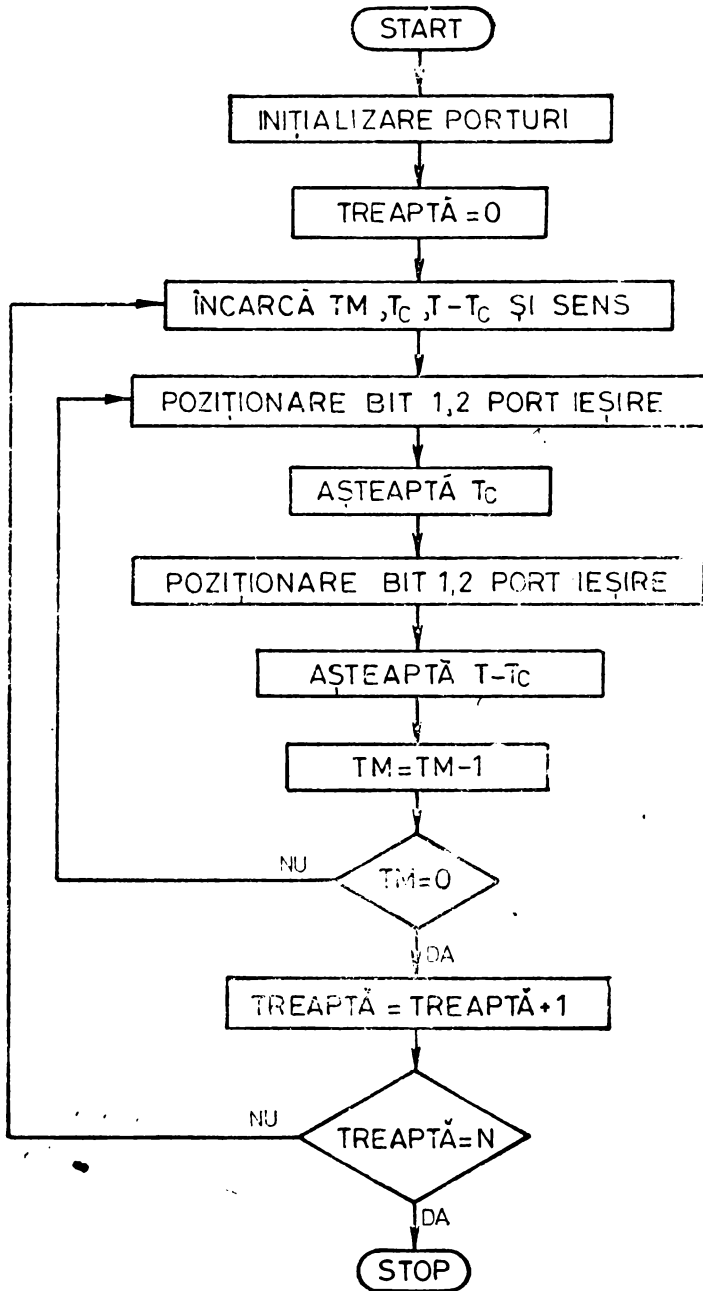 START
INIȚIALIZARE PORTURI
TREAPTĂ = 0
ÎNCARCĂ TM, TC, T-TC ȘI SENS
POZIȚIONARE BIT 1,2 PORT IEȘIRE
AȘTEAPTĂ TC
POZIȚIONARE BIT 1,2 PORT IEȘIRE
AȘTEAPTĂ T-TC
TM=TM-1
NU
TM=0
DA
TREAPTĂ = TREAPTĂ+1
NU
TREAPTĂ=N
DA
STOP